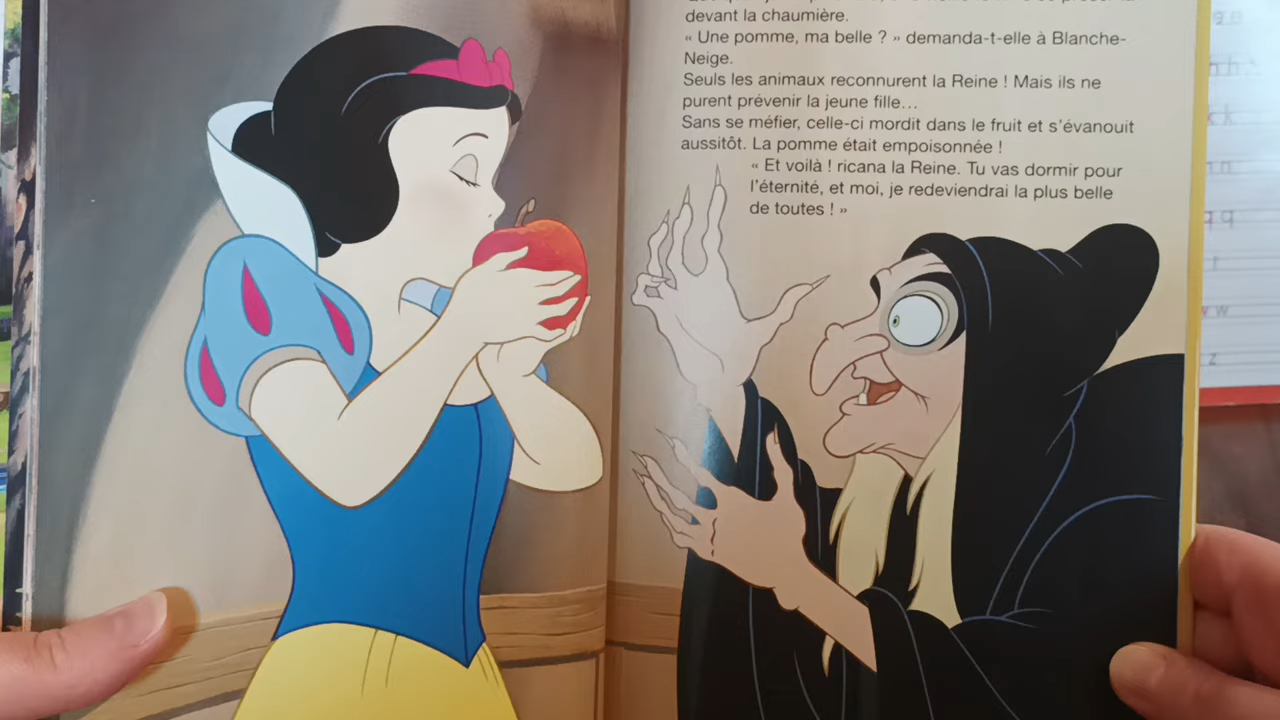 devant la chaumière.
« Une pomme, ma belle ? » demanda-t-elle à Blanche-
Neige.
Seuls les animaux reconnurent la Reine ! Mais ils ne
purent prévenir la jeune fille…
Sans se méfier, celle-ci mordit dans le fruit et s'évanouit
aussitôt. La pomme était empoisonnée !
« Et voilà ! ricana la Reine. Tu vas dormir pour
l'éternité, et moi, je redeviendrai la plus belle
de toutes ! »